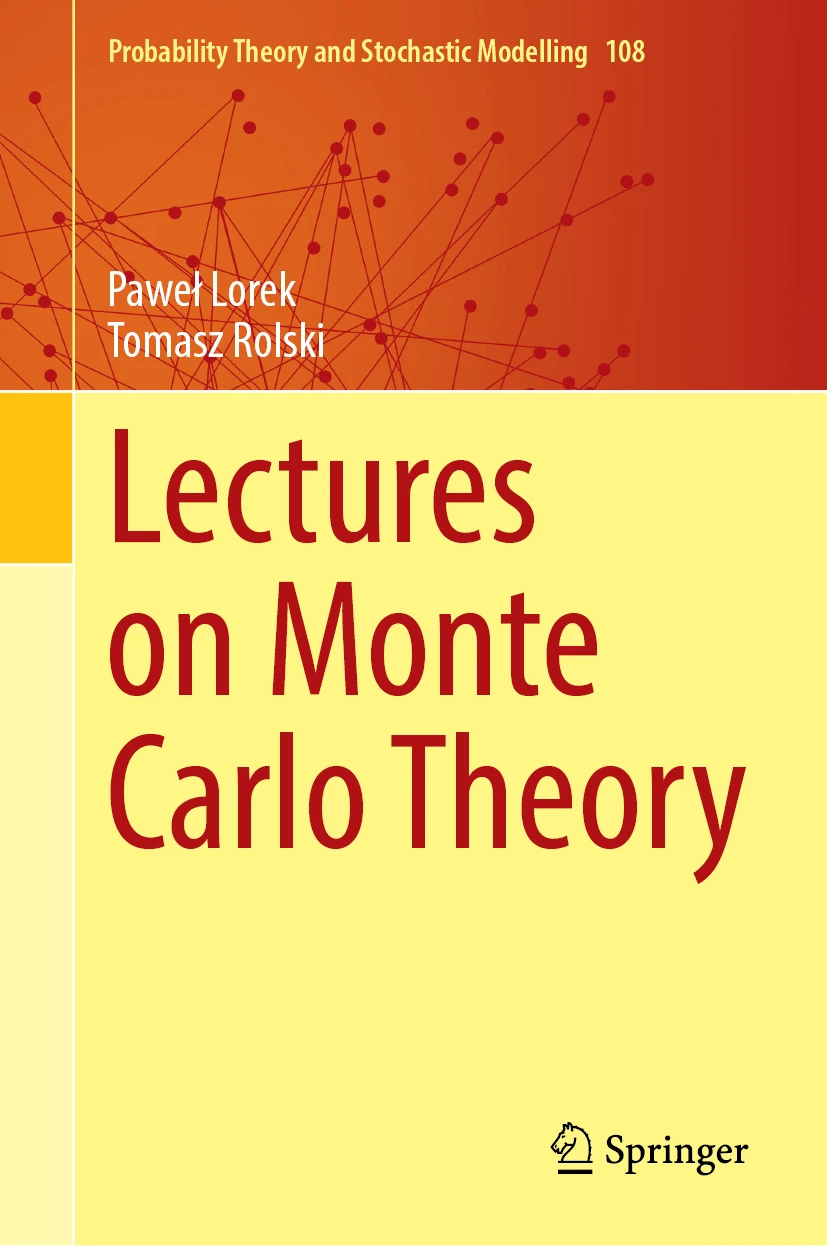 Probability Theory and Stochastic Modelling 108
Paweł Lorek
Tomasz Rolski
Lectures
on Monte
Carlo Theory
Springer